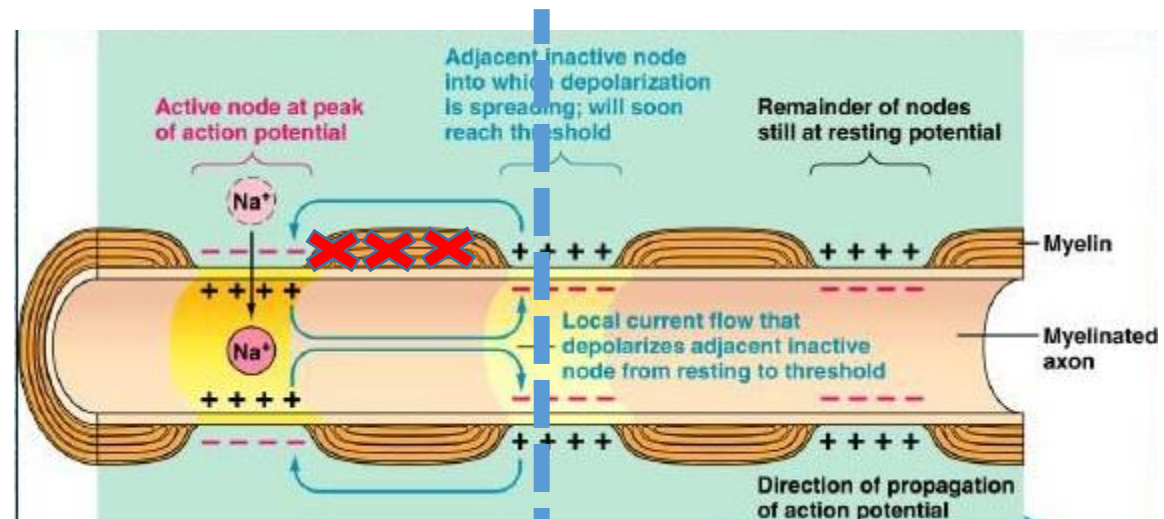 Adjacent inactive node
into which depolarization
is spreading; will soon
reach threshold
Active node at peak
of action potential
Remainder of nodes
still at resting potential
Na⁺
– – – –
+ + + +
+ + + +
Myelin
+ + + +
– – – –
– – – –
Local current flow that
depolarizes adjacent inactive
node from resting to threshold
Na⁺
Myelinated
axon
+ + + +
– – – –
– – – –
– – – –
+ + + +
+ + + +
Direction of propagation
of action potential